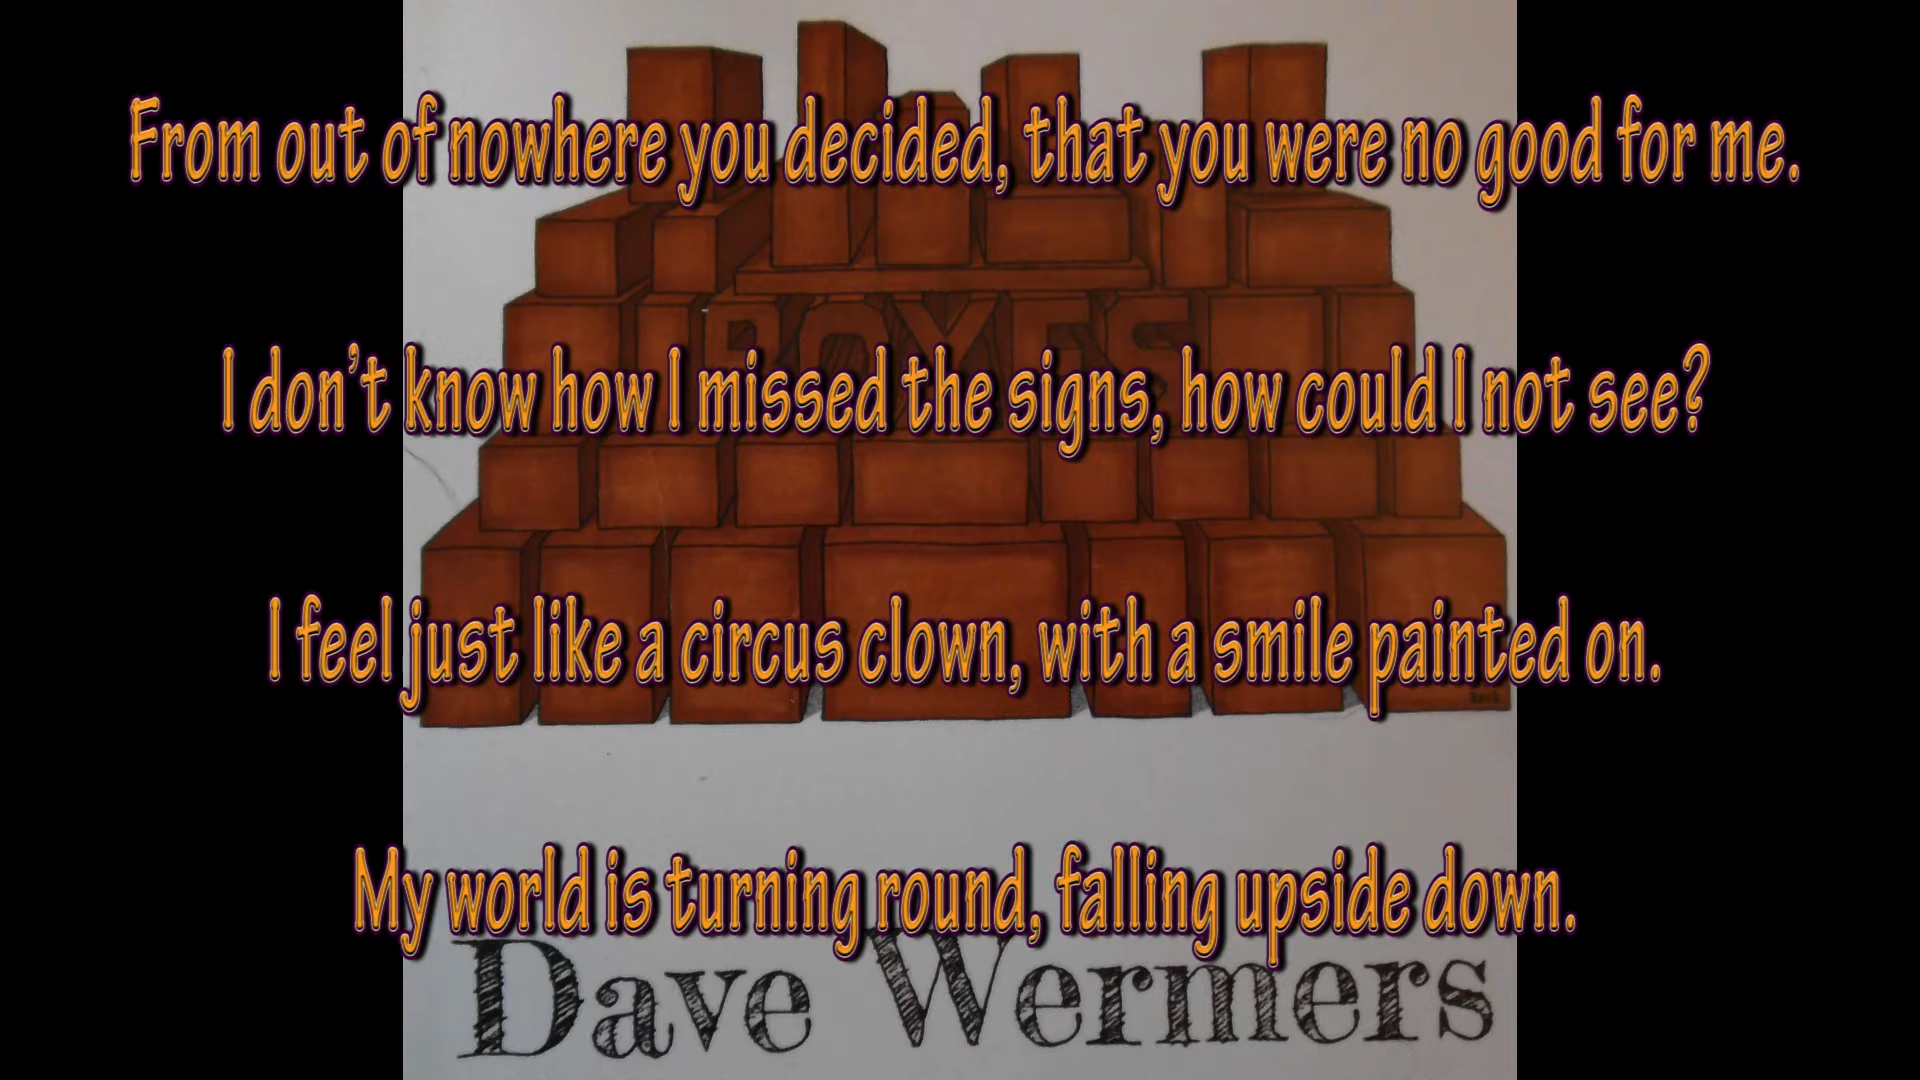 From out of nowhere you decided, that you were no good for me.
BOXES
I don't know how I missed the signs, how could I not see?
I feel just like a circus clown, with a smile painted on.
My world is turning round, falling upside down.
Dave Wermers